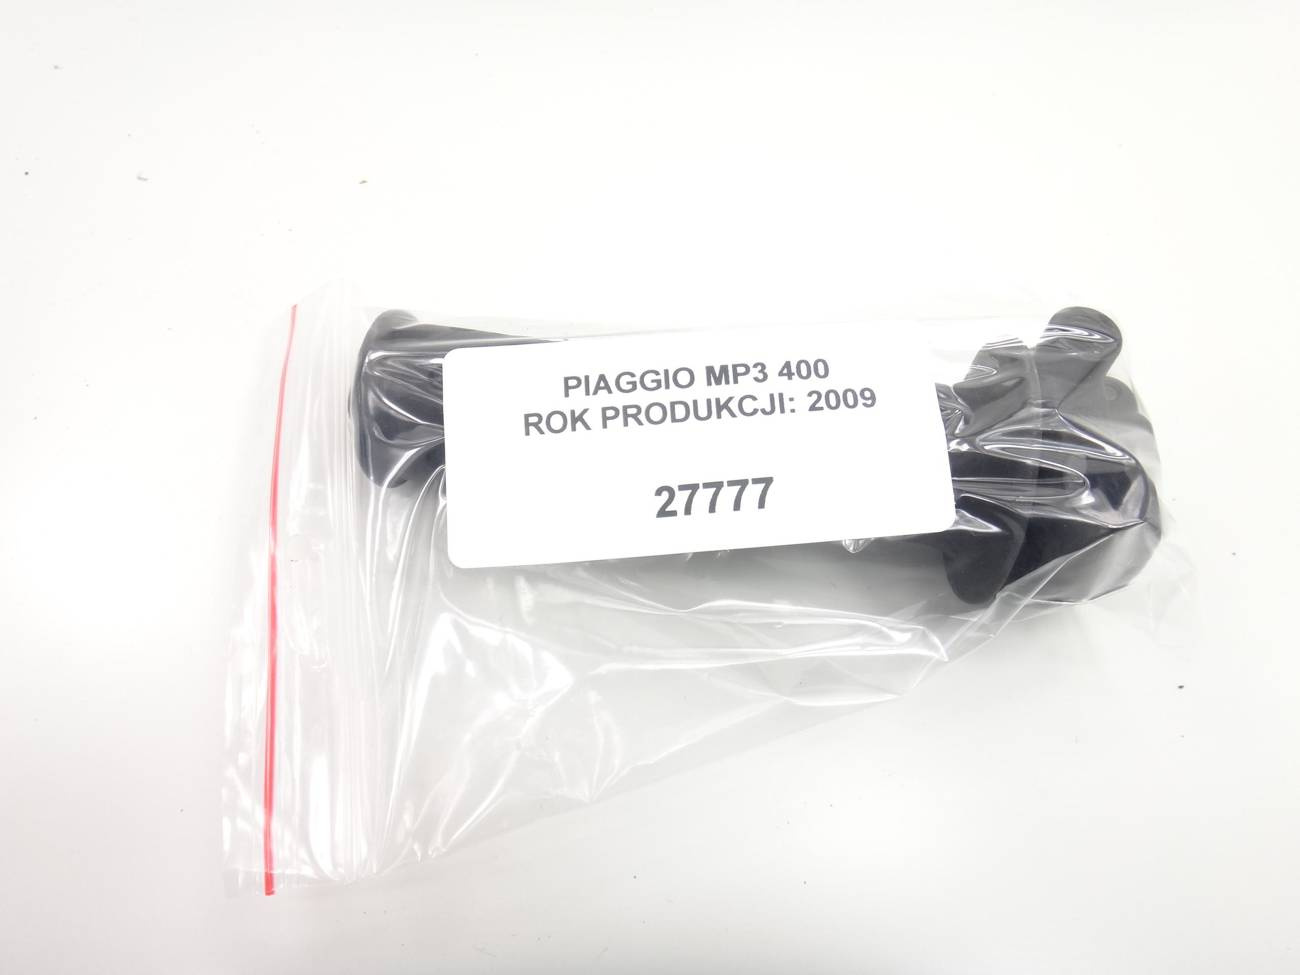 PIAGGIO MP3 400
ROK PRODUKCJI: 2009
27777